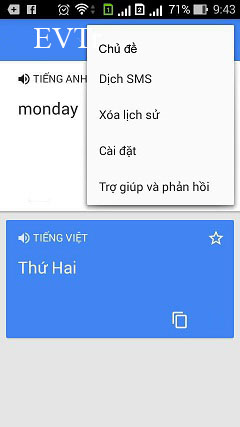 71% 9:43
EVTr
Chủ đề
TIẾNG ANH
Dịch SMS
monday
Xóa lịch sử
Cài đặt
Trợ giúp và phản hồi
TIẾNG VIỆT
Thứ Hai